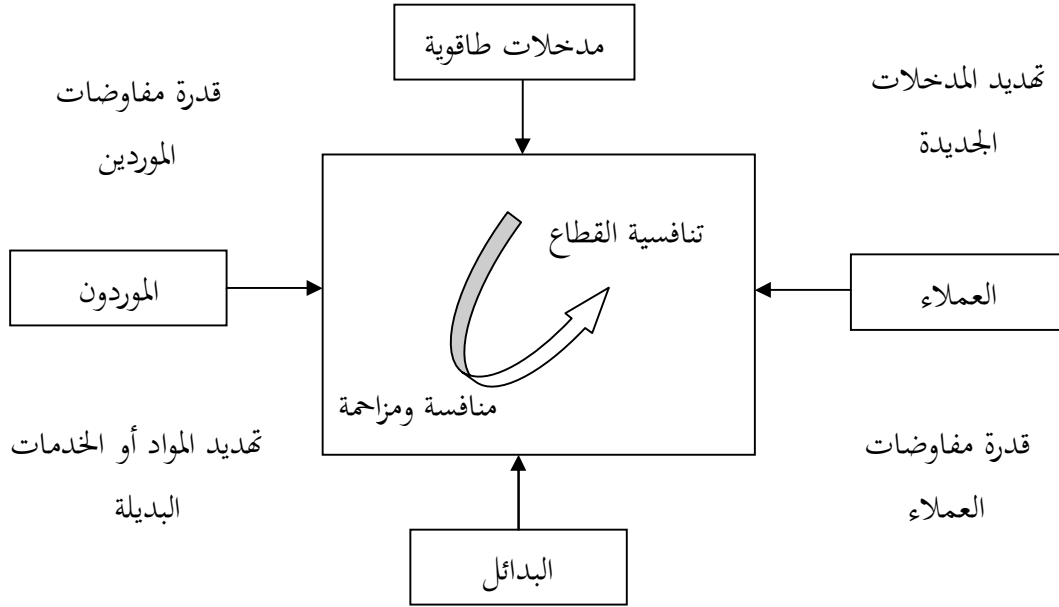 مدخلات طاقوية
تهديد المدخلات
الجديدة
قدرة مفاوضات
الموردين
تنافسية القطاع
العملاء
الموردون
منافسة ومزاحمة
قدرة مفاوضات
العملاء
تهديد المواد أو الخدمات
البديلة
البدائل